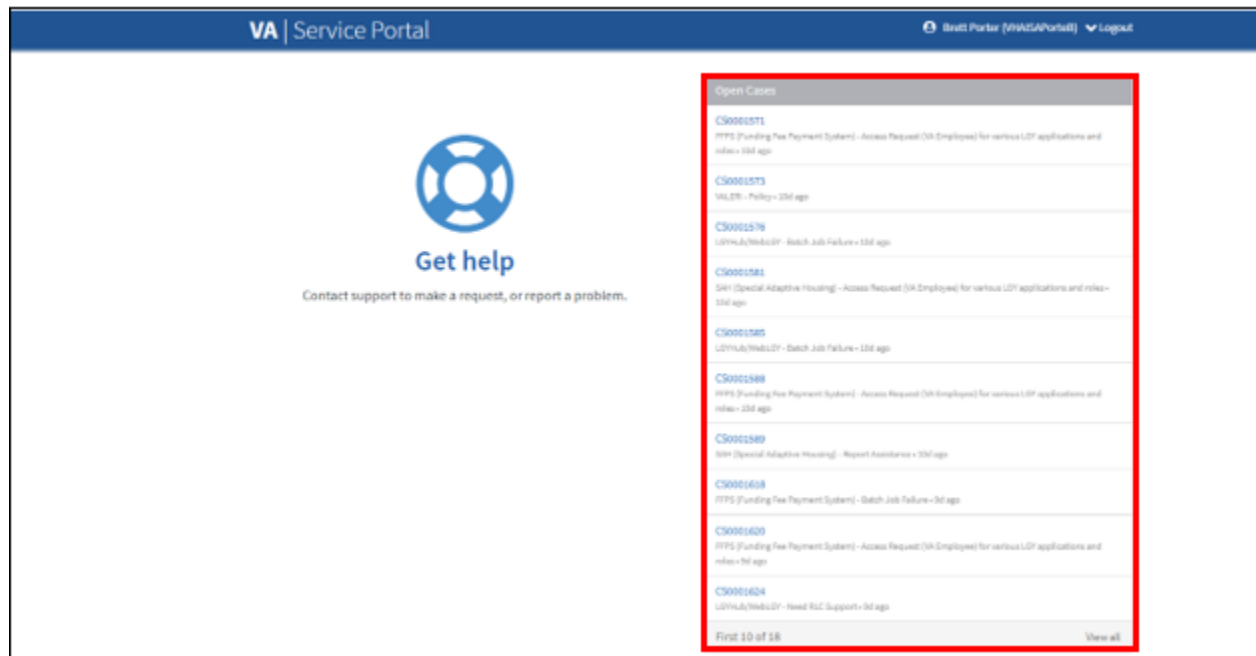 VA | Service Portal
Brett Porter (VHAISAPorteB) Logout
Get help
Contact support to make a request, or report a problem.
Open Cases
CS0001571
FFPS (Funding Fee Payment System) - Access Request (VA Employee) for various LGY applications and
roles • 10d ago
CS0001573
VALERI - Policy • 10d ago
CS0001576
LGYHub/WebLGY - Batch Job Failure • 10d ago
CS0001581
SAH (Special Adaptive Housing) - Access Request (VA Employee) for various LGY applications and roles •
10d ago
CS0001585
LGYHub/WebLGY - Batch Job Failure • 10d ago
CS0001588
FFPS (Funding Fee Payment System) - Access Request (VA Employee) for various LGY applications and
roles • 10d ago
CS0001589
SAH (Special Adaptive Housing) - Report Assistance • 10d ago
CS0001618
FFPS (Funding Fee Payment System) - Batch Job Failure • 9d ago
CS0001620
FFPS (Funding Fee Payment System) - Access Request (VA Employee) for various LGY applications and
roles • 9d ago
CS0001624
LGYHub/WebLGY - Need RLC Support • 9d ago
First 10 of 18 View all